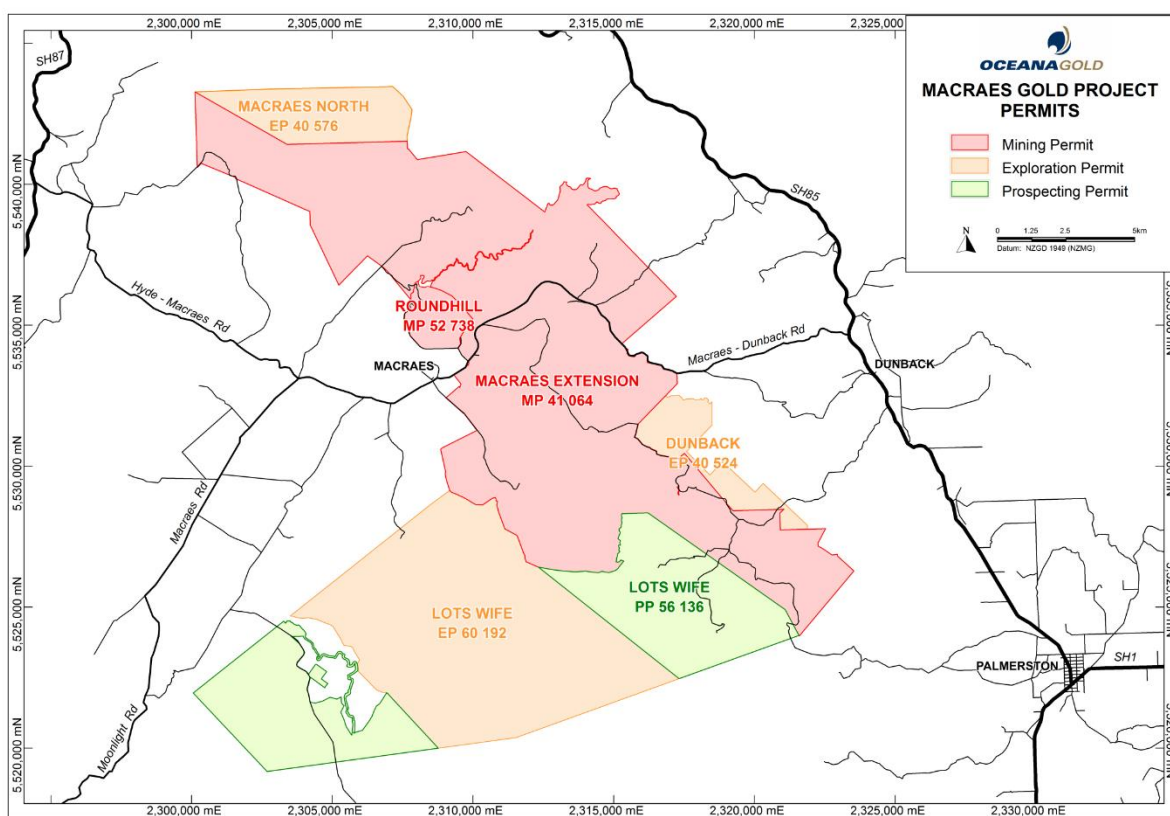 2,300,000 mE
2,305,000 mE
2,310,000 mE
2,315,000 mE
2,320,000 mE
2,325,000 mE
OCEANAGOLD
MACRAES GOLD PROJECT
PERMITS
Mining Permit
Exploration Permit
Prospecting Permit
N
0 1.25 2.5 5km
Datum: NZGD 1949 (NZMG)
SH87
MACRAES NORTH
EP 40 576
5,540,000 mN
SH85
Hyde - Macraes Rd
ROUNDHILL
MP 52 738
5,535,000 mN
Macraes - Dunback Rd
MACRAES
DUNBACK
MACRAES EXTENSION
MP 41 064
DUNBACK
EP 40 524
5,530,000 mN
Macraes Rd
LOTS WIFE
PP 56 136
LOTS WIFE
EP 60 192
5,525,000 mN
PALMERSTON
SH1
Moonlight Rd
5,520,000 mN
2,300,000 mE
2,305,000 mE
2,310,000 mE
2,315,000 mE
2,320,000 mE
2,325,000 mE
2,330,000 mE